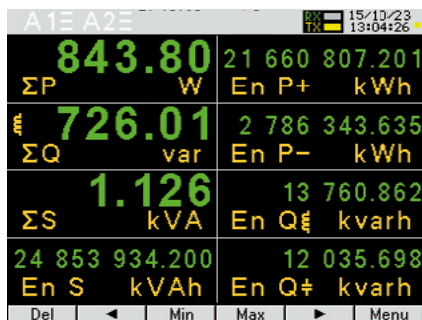 A1 A2 RX TX 15/10/23 13:04:26
843.80 21 660 807.201
ΣP W En P+ kWh
726.01 2 786 343.635
ΣQ var En P− kWh
1.126 13 760.862
ΣS kVA En Q kvarh
24 853 934.200 12 035.698
En S kVAh En Q kvarh
Del ◄ Min Max ► Menu